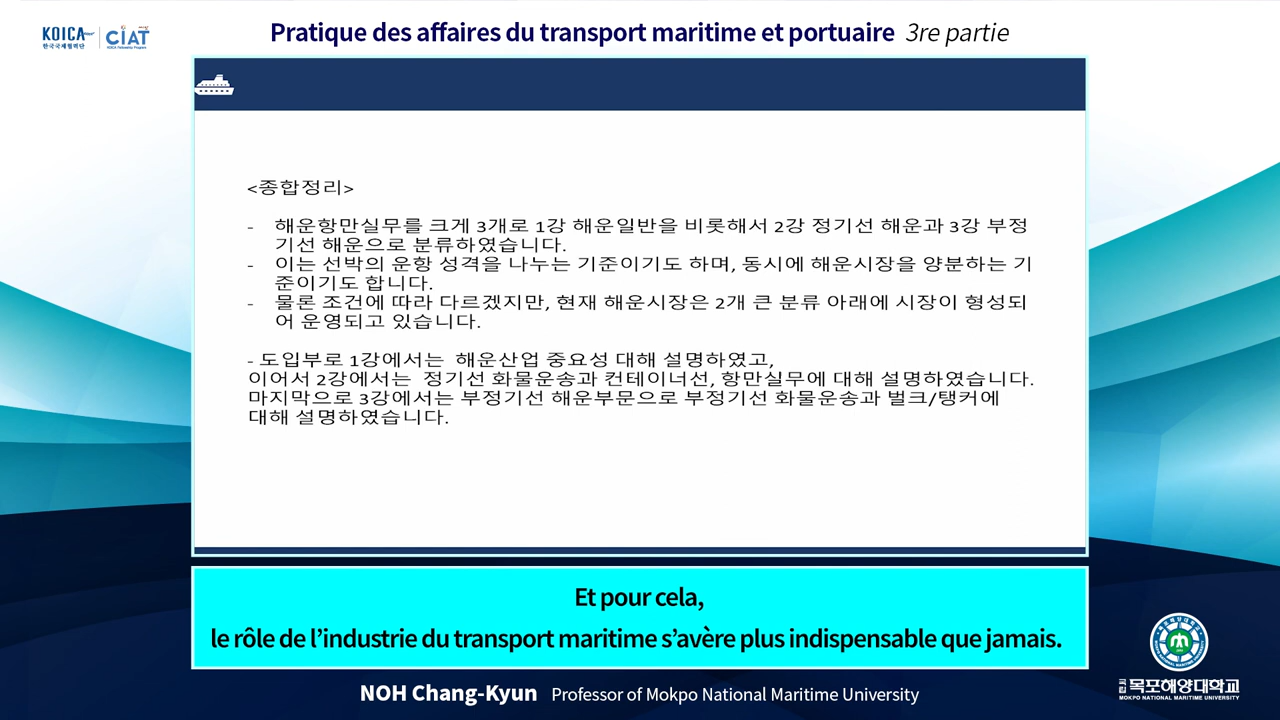 KOICA
한국국제협력단
CIAT
KOICA Fellowship Program
Pratique des affaires du transport maritime et portuaire 3re partie
<종합정리>
- 해운항만실무를 크게 3개로 1강 해운일반을 비롯해서 2강 정기선 해운과 3강 부정
기선 해운으로 분류하였습니다.
- 이는 선박의 운항 성격을 나누는 기준이기도 하며, 동시에 해운시장을 양분하는 기
준이기도 합니다.
- 물론 조건에 따라 다르겠지만, 현재 해운시장은 2개 큰 분류 아래에 시장이 형성되
어 운영되고 있습니다.
- 도입부로 1강에서는 해운산업 중요성 대해 설명하였고,
이어서 2강에서는 정기선 화물운송과 컨테이너선, 항만실무에 대해 설명하였습니다.
마지막으로 3강에서는 부정기선 해운부문으로 부정기선 화물운송과 벌크/탱커에
대해 설명하였습니다.
Et pour cela,
le rôle de l’industrie du transport maritime s’avère plus indispensable que jamais.
NOH Chang-Kyun Professor of Mokpo National Maritime University
국립 목포해양대학교
MOKPO NATIONAL MARITIME UNIVERSITY